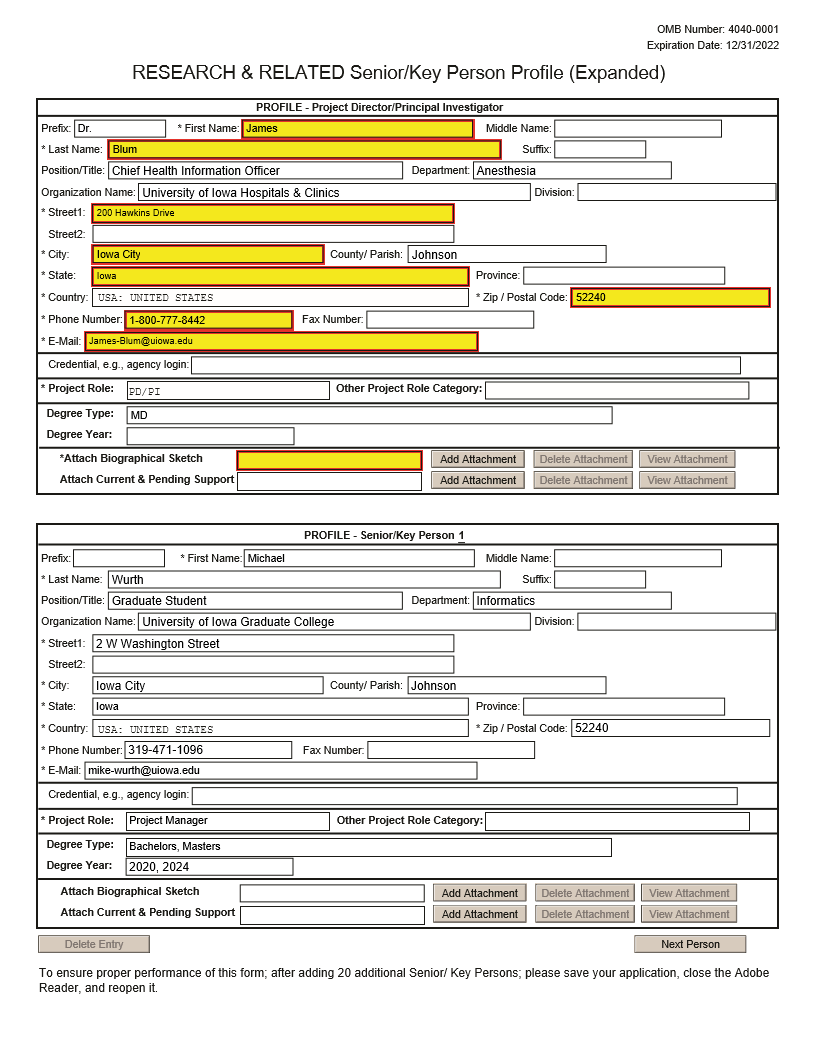 OMB Number: 4040-0001
Expiration Date: 12/31/2022
RESEARCH & RELATED Senior/Key Person Profile (Expanded)
PROFILE - Project Director/Principal Investigator
Prefix: Dr. * First Name: James Middle Name:
* Last Name: Blum Suffix:
Position/Title: Chief Health Information Officer Department: Anesthesia
Organization Name: University of Iowa Hospitals & Clinics Division:
* Street1: 200 Hawkins Drive
Street2:
* City: Iowa City County/ Parish: Johnson
* State: Iowa Province:
* Country: USA: UNITED STATES * Zip / Postal Code: 52240
* Phone Number: 1-800-777-8442 Fax Number:
* E-Mail: James-Blum@uiowa.edu
Credential, e.g., agency login:
* Project Role: PD/PI Other Project Role Category:
Degree Type: MD
Degree Year:
*Attach Biographical Sketch Add Attachment Delete Attachment View Attachment
Attach Current & Pending Support Add Attachment Delete Attachment View Attachment
PROFILE - Senior/Key Person 1
Prefix: * First Name: Michael Middle Name:
* Last Name: Wurth Suffix:
Position/Title: Graduate Student Department: Informatics
Organization Name: University of Iowa Graduate College Division:
* Street1: 2 W Washington Street
Street2:
* City: Iowa City County/ Parish: Johnson
* State: Iowa Province:
* Country: USA: UNITED STATES * Zip / Postal Code: 52240
* Phone Number: 319-471-1096 Fax Number:
* E-Mail: mike-wurth@uiowa.edu
Credential, e.g., agency login:
* Project Role: Project Manager Other Project Role Category:
Degree Type: Bachelors, Masters
Degree Year: 2020, 2024
Attach Biographical Sketch Add Attachment Delete Attachment View Attachment
Attach Current & Pending Support Add Attachment Delete Attachment View Attachment
Delete Entry Next Person
To ensure proper performance of this form; after adding 20 additional Senior/ Key Persons; please save your application, close the Adobe
Reader, and reopen it.